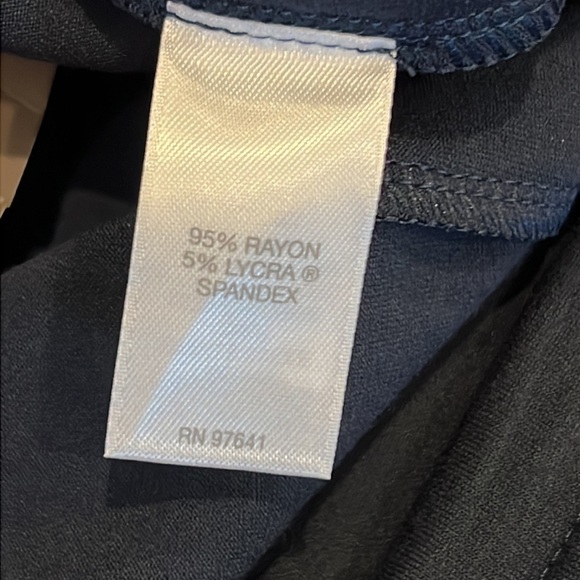 95% RAYON
5% LYCRA ®
SPANDEX
RN 97641